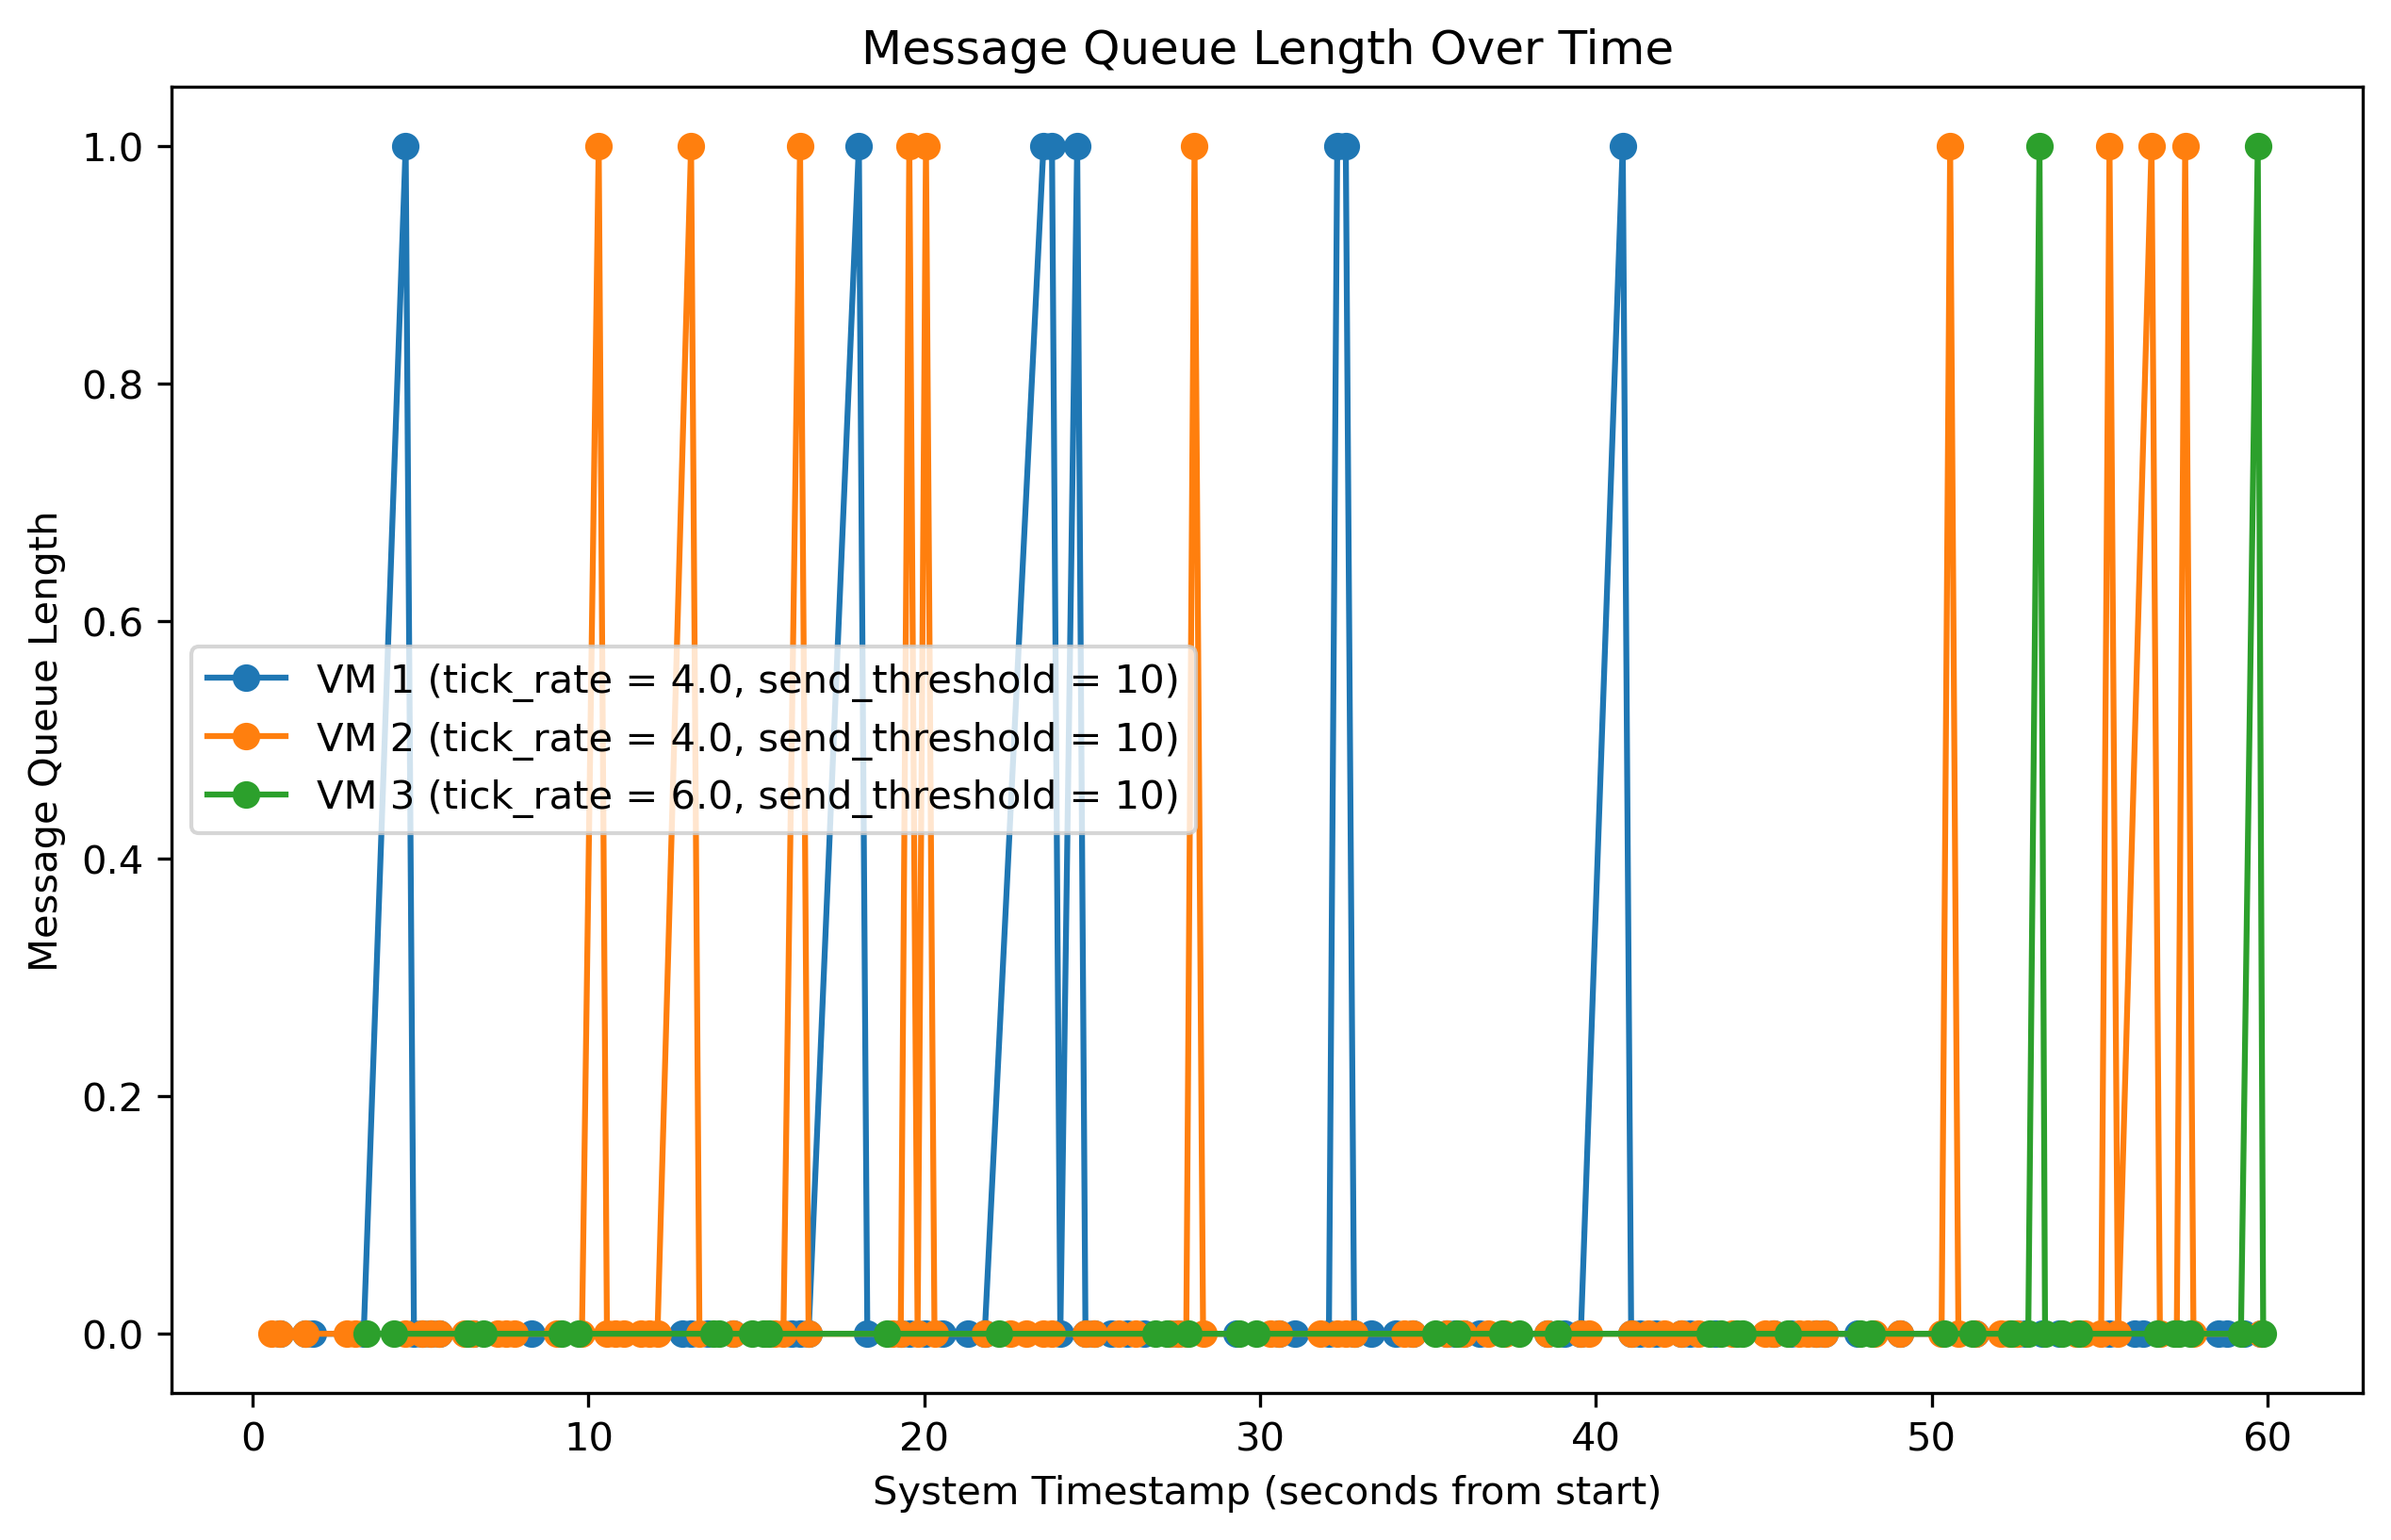 Message Queue Length Over Time
Message Queue Length
1.0
0.8
0.6
0.4
0.2
0.0
VM 1 (tick_rate = 4.0, send_threshold = 10)
VM 2 (tick_rate = 4.0, send_threshold = 10)
VM 3 (tick_rate = 6.0, send_threshold = 10)
0 10 20 30 40 50 60
System Timestamp (seconds from start)